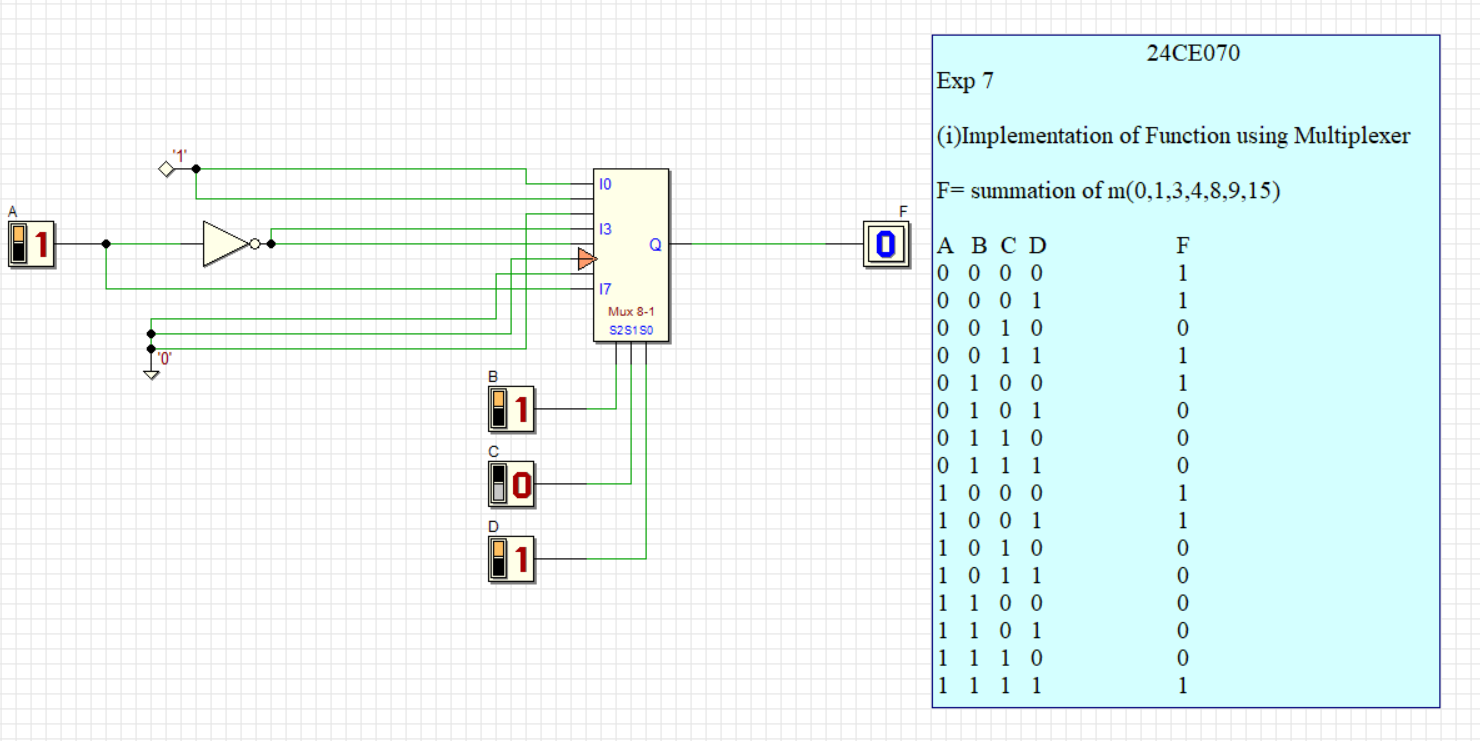 24CE070
Exp 7
(i)Implementation of Function using Multiplexer
F= summation of m(0,1,3,4,8,9,15)
A B C D F
0 0 0 0 1
0 0 0 1 1
0 0 1 0 0
0 0 1 1 1
0 1 0 0 1
0 1 0 1 0
0 1 1 0 0
0 1 1 1 0
1 0 0 0 1
1 0 0 1 1
1 0 1 0 0
1 0 1 1 0
1 1 0 0 0
1 1 0 1 0
1 1 1 0 0
1 1 1 1 1
'1'
I0
A
1
I3
Q
F
0
I7
Mux 8-1
S2S1S0
'0'
B
1
C
0
D
1